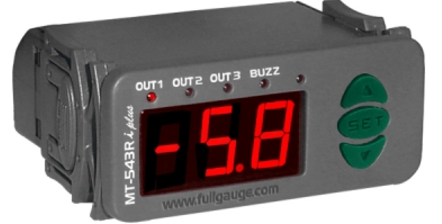 OUT1 OUT2 OUT3 BUZZ
MT-543R i plus
-5.8
SET
www.fullgauge.com